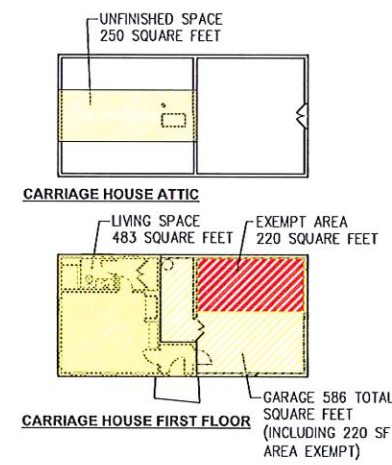 UNFINISHED SPACE
250 SQUARE FEET
CARRIAGE HOUSE ATTIC
LIVING SPACE
483 SQUARE FEET
EXEMPT AREA
220 SQUARE FEET
GARAGE 586 TOTAL
SQUARE FEET
(INCLUDING 220 SF
AREA EXEMPT)
CARRIAGE HOUSE FIRST FLOOR